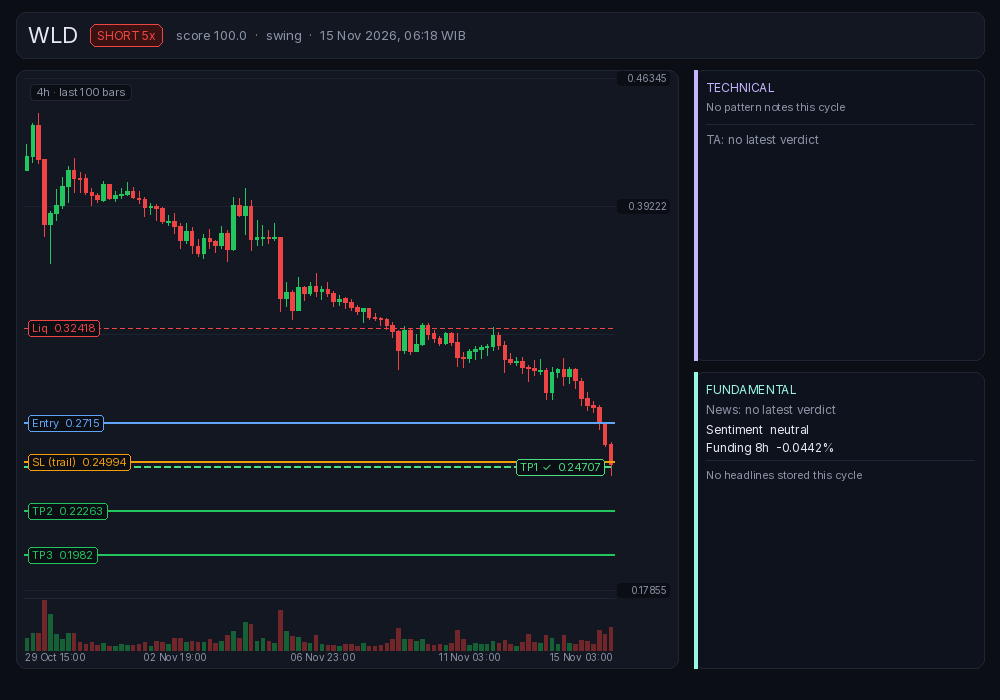 WLD SHORT 5x score 100.0 · swing · 15 Nov 2026, 06:18 WIB
4h · last 100 bars
0.46345
0.39222
Liq 0.32418
Entry 0.2715
SL (trail) 0.24994
TP1 ✓ 0.24707
TP2 0.22263
TP3 0.1982
0.17855
29 Oct 15:00 02 Nov 19:00 06 Nov 23:00 11 Nov 03:00 15 Nov 03:00
TECHNICAL
No pattern notes this cycle
TA: no latest verdict
FUNDAMENTAL
News: no latest verdict
Sentiment neutral
Funding 8h -0.0442%
No headlines stored this cycle